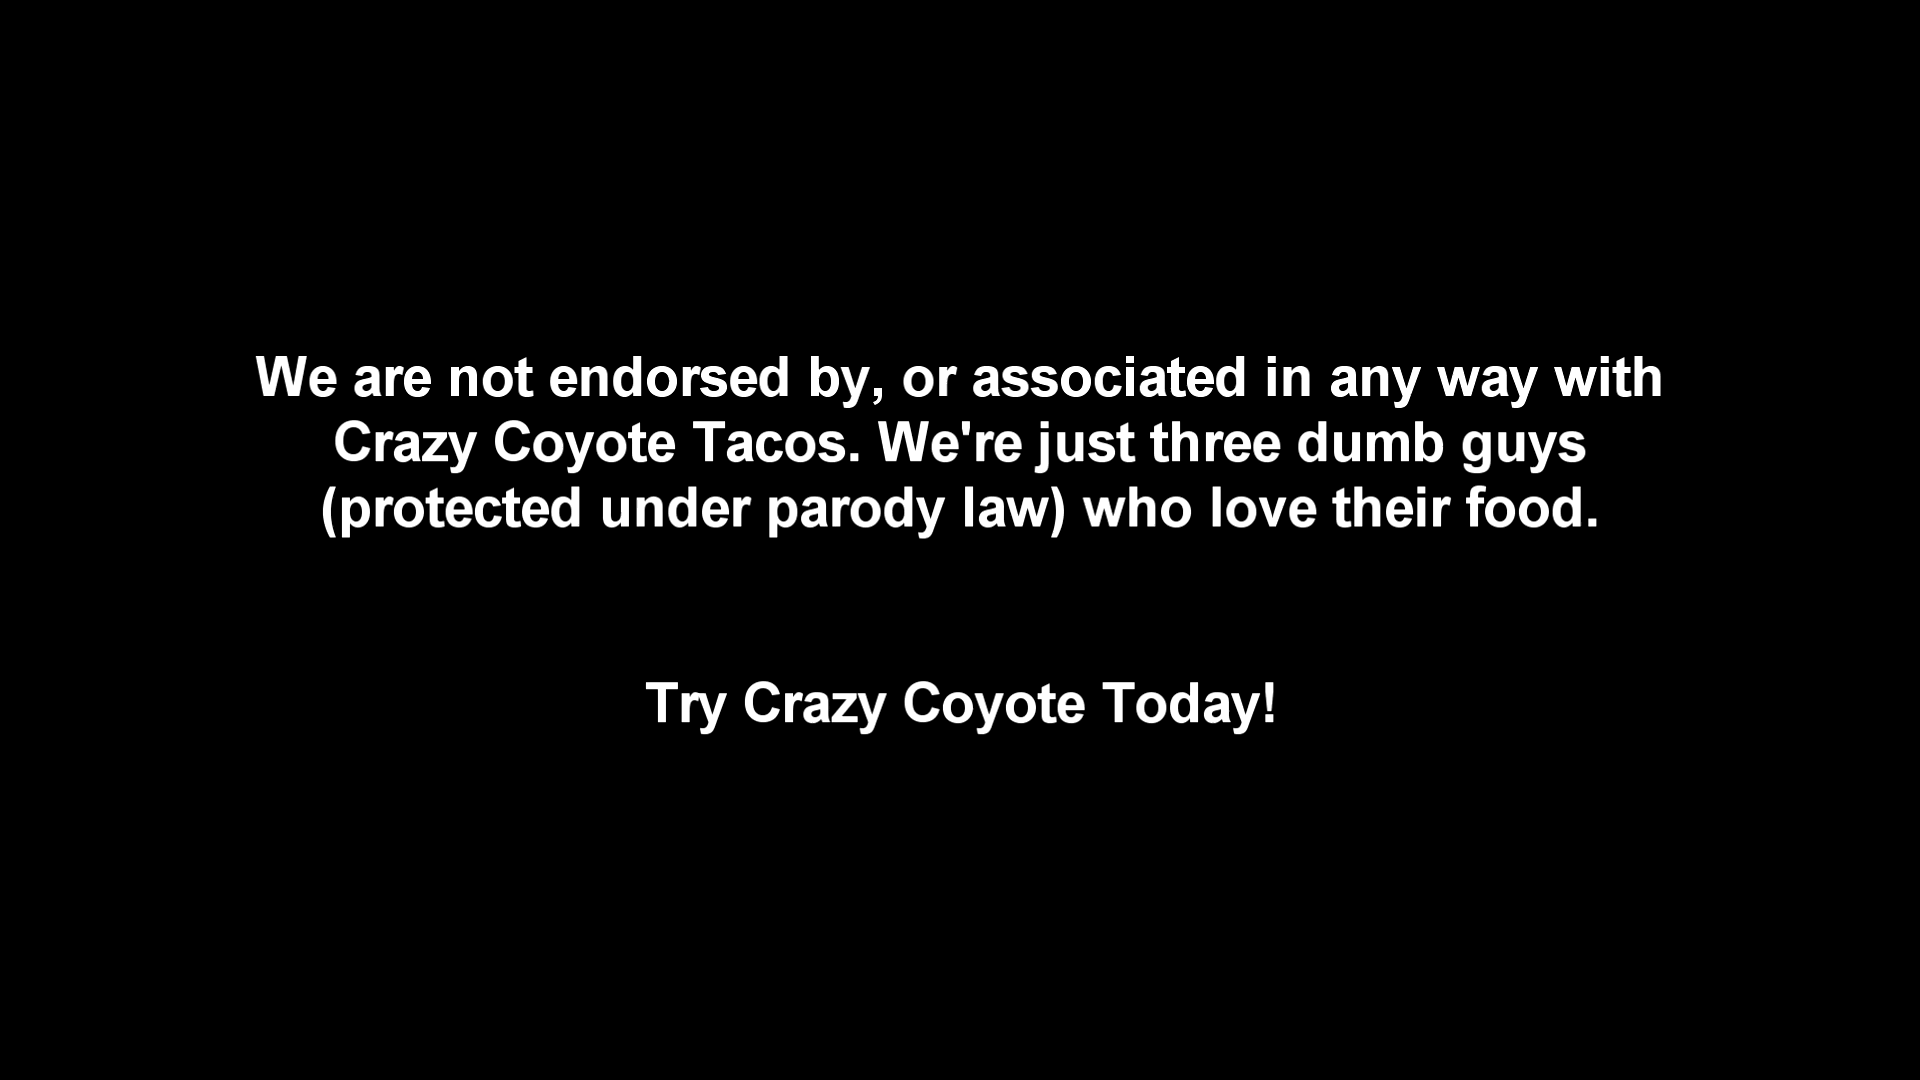 We are not endorsed by, or associated in any way with
Crazy Coyote Tacos. We're just three dumb guys
(protected under parody law) who love their food.
Try Crazy Coyote Today!